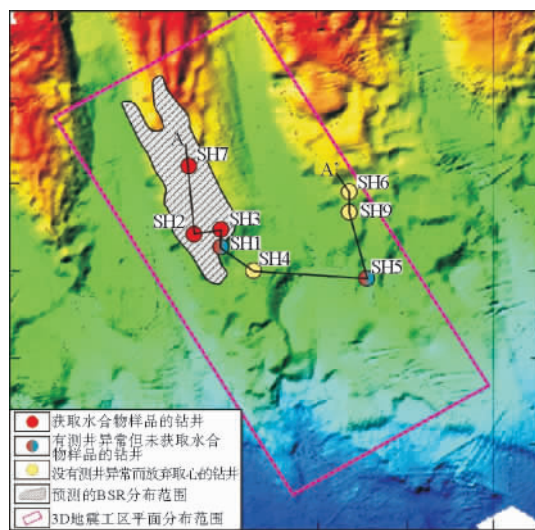 A
SH7
A'
SH6
SH9
SH2
SH3
SH1
SH4
SH5
获取水合物样品的钻井
有测井异常但未获取水合
物样品的钻井
没有测井异常而放弃取心的钻井
预测的BSR分布范围
3D地震工区平面分布范围